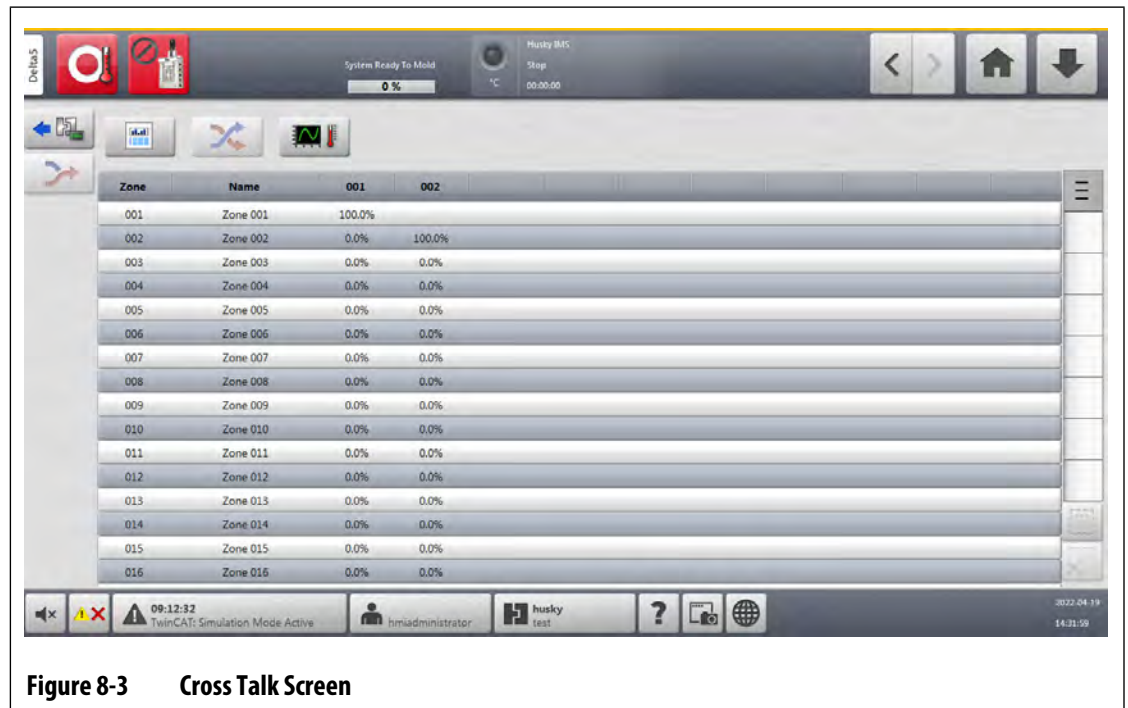 Delta5
System Ready To Mold
0 %
°C
Husky IMS
Stop
00:00:00
Zone Name 001 002
001 Zone 001 100.0%
002 Zone 002 0.0% 100.0%
003 Zone 003 0.0% 0.0%
004 Zone 004 0.0% 0.0%
005 Zone 005 0.0% 0.0%
006 Zone 006 0.0% 0.0%
007 Zone 007 0.0% 0.0%
008 Zone 008 0.0% 0.0%
009 Zone 009 0.0% 0.0%
010 Zone 010 0.0% 0.0%
011 Zone 011 0.0% 0.0%
012 Zone 012 0.0% 0.0%
013 Zone 013 0.0% 0.0%
014 Zone 014 0.0% 0.0%
015 Zone 015 0.0% 0.0%
016 Zone 016 0.0% 0.0%
09:12:32
TwinCAT: Simulation Mode Active
hmiadministrator
husky
test
?
2022-04-19
14:31:59
Figure 8-3 Cross Talk Screen